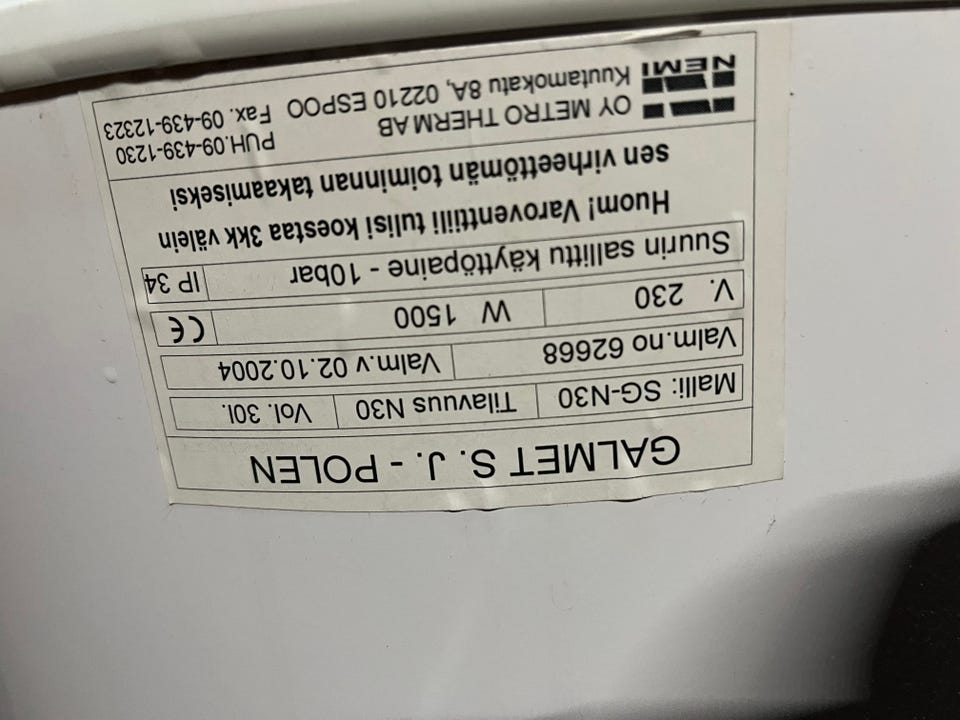 GALMET S. J. - POLEN
Malli: SG-N30 Tilavuus N30 Vol. 30l.
Valm.no 62668 Valm.v 02.10.2004
V. 230 W 1500 CE
Suurin sallittu käyttöpaine - 10bar IP 34
Huom! Varoventtiili tulisi koestaa 3kk välein
sen virheettömän toiminnan takaamiseksi
OY METRO THERM AB PUH.09-439-1230
Kuutamokatu 8A, 02210 ESPOO Fax. 09-439-12323
NEMI